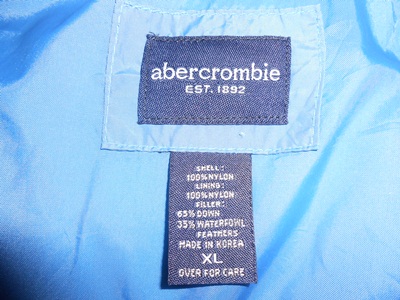 abercrombie
EST. 1892
SHELL:
100% NYLON
LINING:
100% NYLON
FILLER:
65% DOWN
35% WATERFOWL
FEATHERS
MADE IN KOREA
XL
OVER FOR CARE